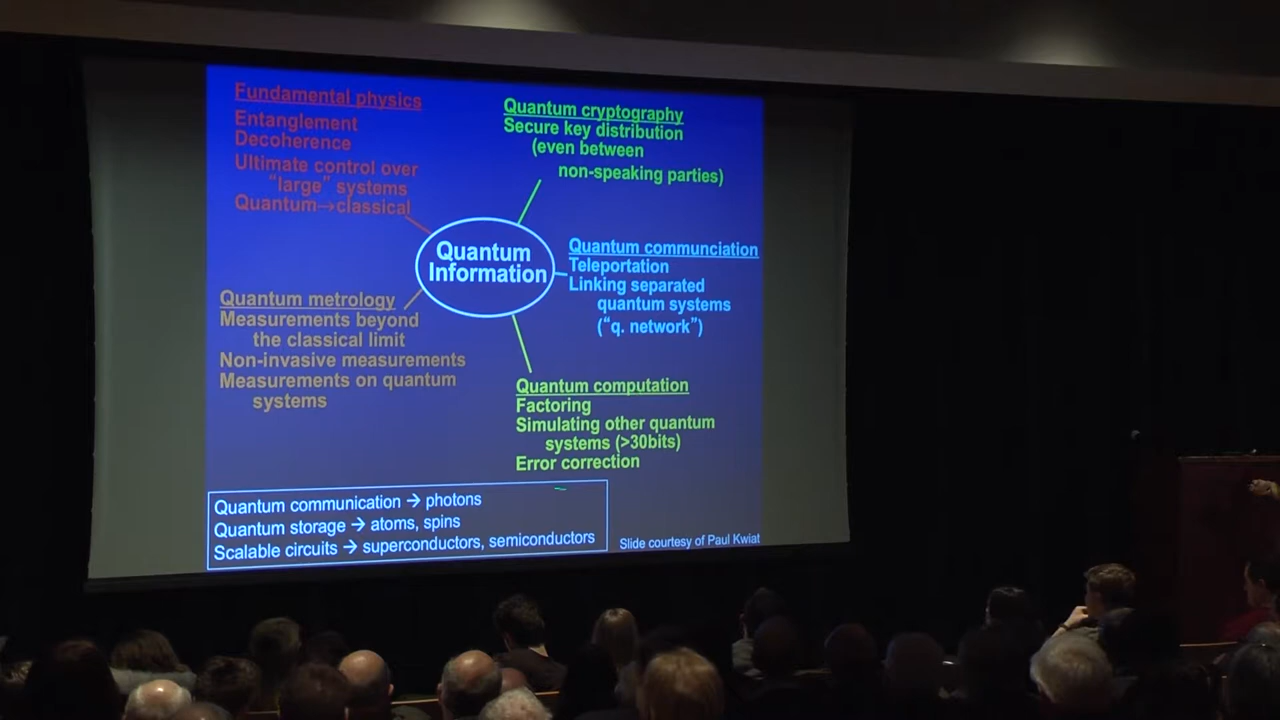 Fundamental physics
Entanglement
Decoherence
Ultimate control over
“large” systems
Quantum→classical
Quantum cryptography
Secure key distribution
(even between
non-speaking parties)
Quantum
Information
Quantum communciation
Teleportation
Linking separated
quantum systems
(“q. network”)
Quantum metrology
Measurements beyond
the classical limit
Non-invasive measurements
Measurements on quantum
systems
Quantum computation
Factoring
Simulating other quantum
systems (>30bits)
Error correction
Quantum communication → photons
Quantum storage → atoms, spins
Scalable circuits → superconductors, semiconductors
Slide courtesy of Paul Kwiat